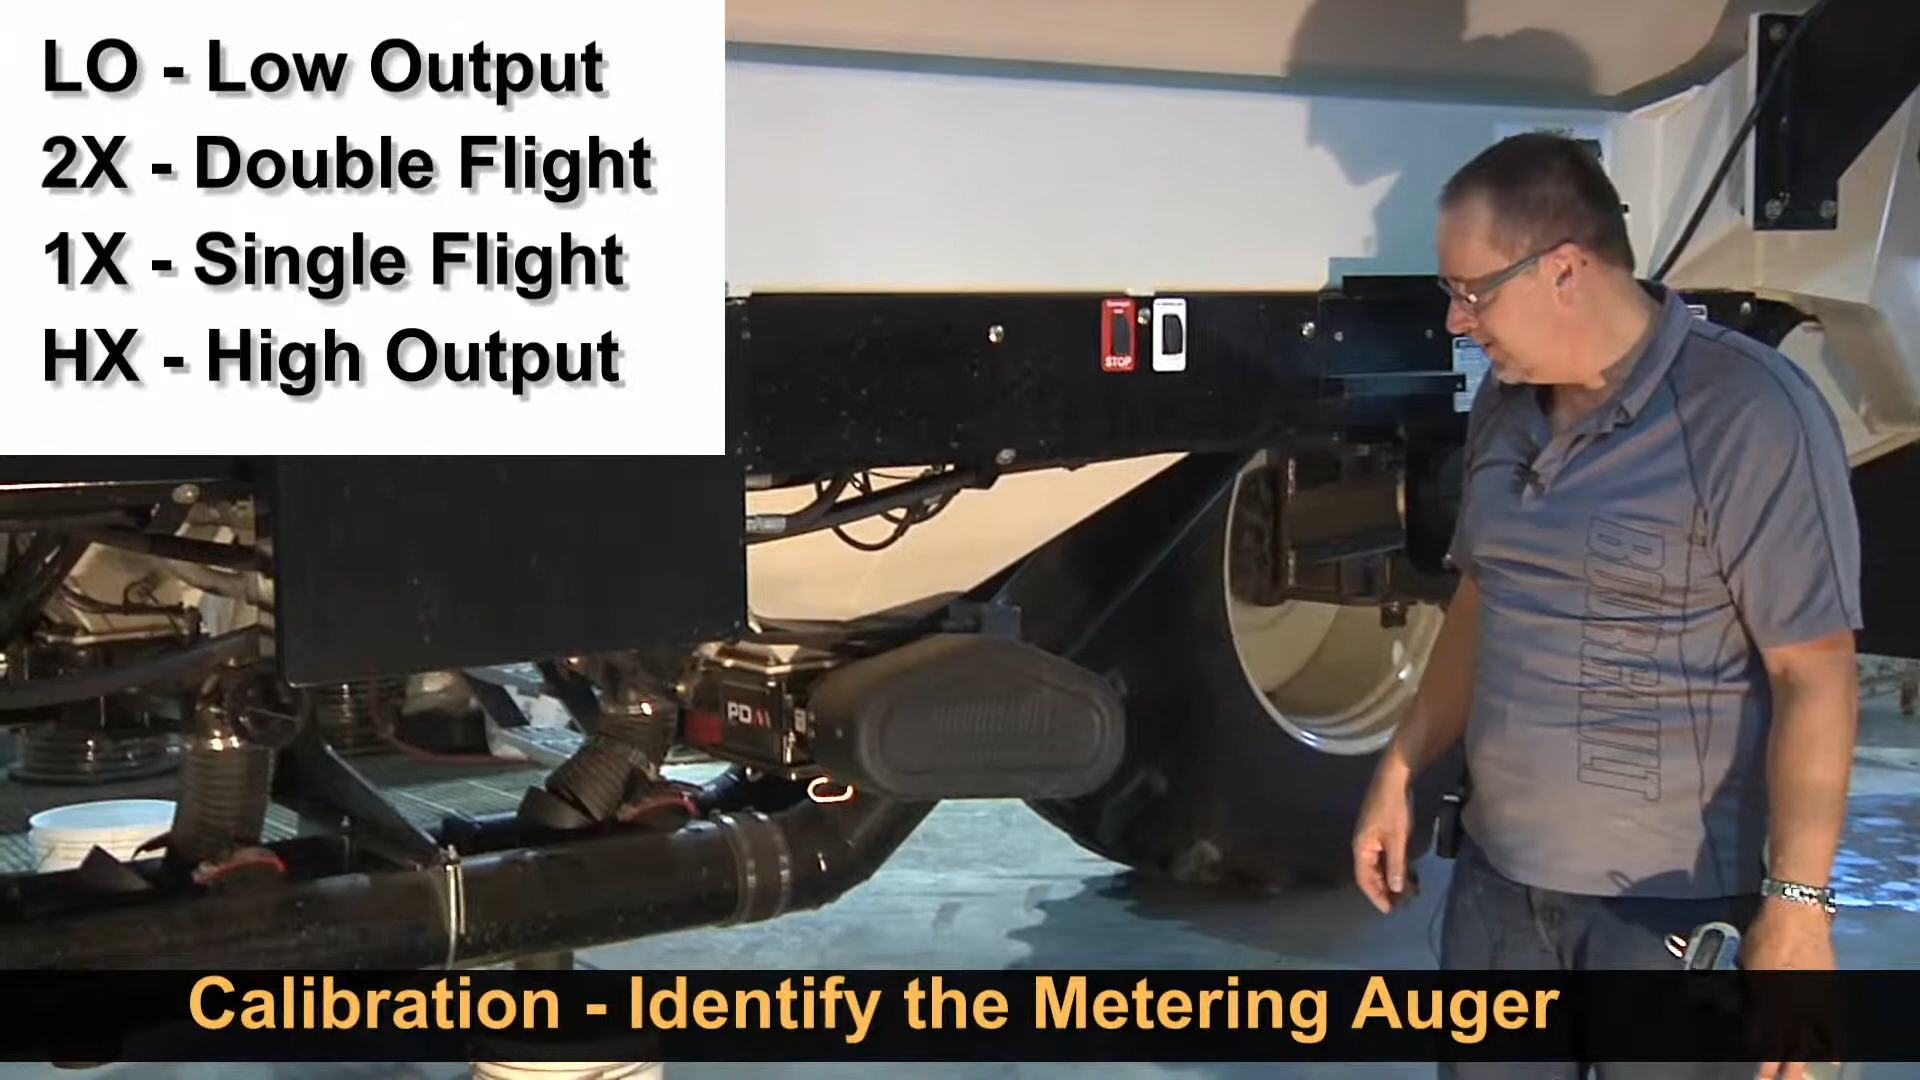 LO - Low Output
2X - Double Flight
1X - Single Flight
HX - High Output
STOP
PDM
BOURGAULT
Calibration - Identify the Metering Auger